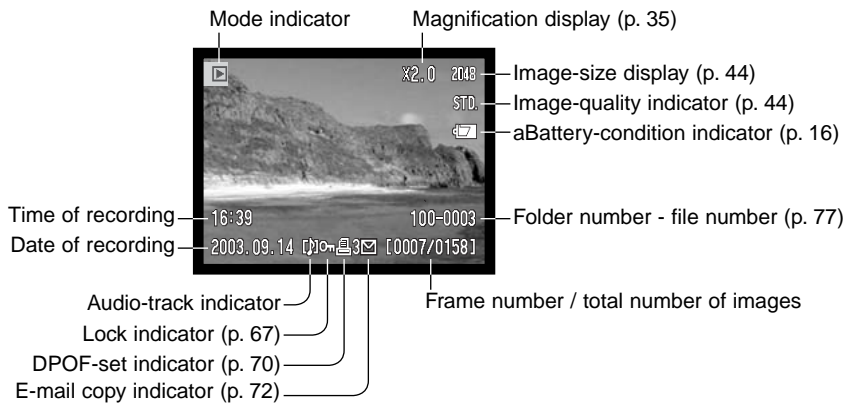 Mode indicator
Magnification display (p. 35)
X2.0
2048
Image-size display (p. 44)
STD.
Image-quality indicator (p. 44)
aBattery-condition indicator (p. 16)
Time of recording
16:39
100-0003
Folder number - file number (p. 77)
Date of recording
2003.09.14
3
[0007/0158]
Audio-track indicator
Frame number / total number of images
Lock indicator (p. 67)
DPOF-set indicator (p. 70)
E-mail copy indicator (p. 72)